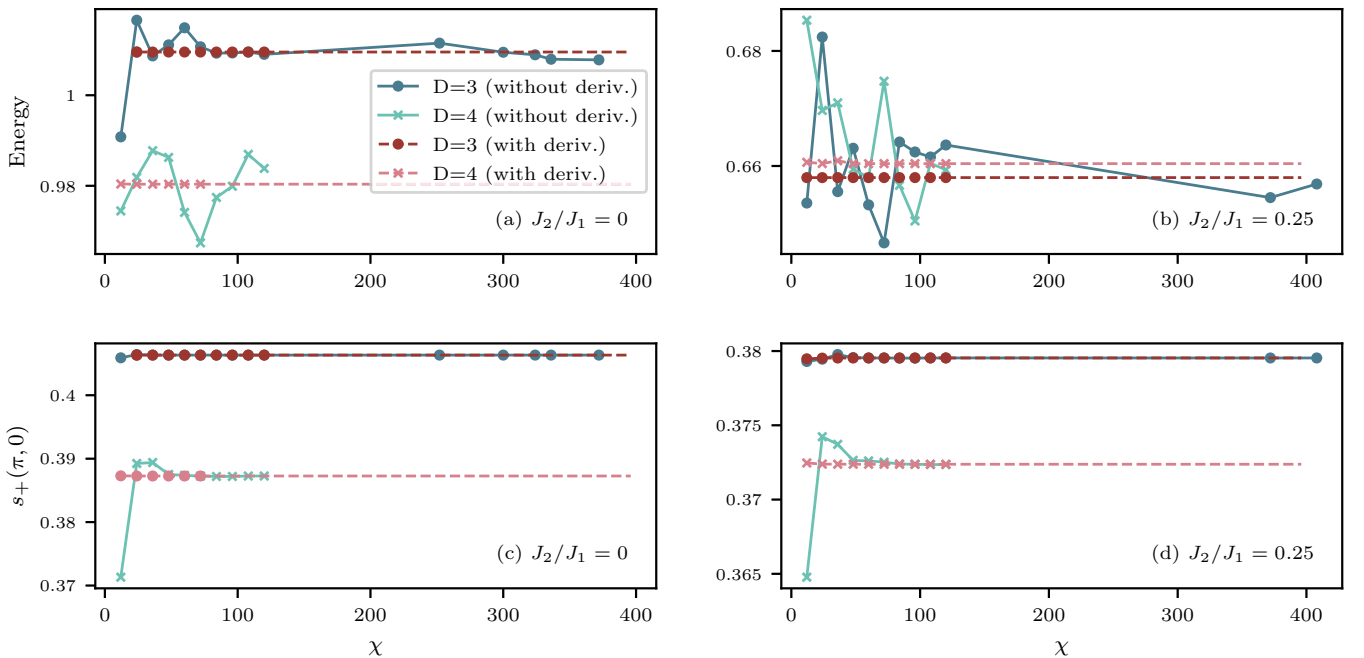 Energy
1
0.98
0
100
200
300
400
D=3 (without deriv.)
D=4 (without deriv.)
D=3 (with deriv.)
D=4 (with deriv.)
(a) J₂/J₁ = 0
0.68
0.66
0
100
200
300
400
(b) J₂/J₁ = 0.25
s₊(π, 0)
0.4
0.39
0.38
0.37
0
100
200
300
400
χ
(c) J₂/J₁ = 0
0.38
0.375
0.37
0.365
0
100
200
300
400
χ
(d) J₂/J₁ = 0.25